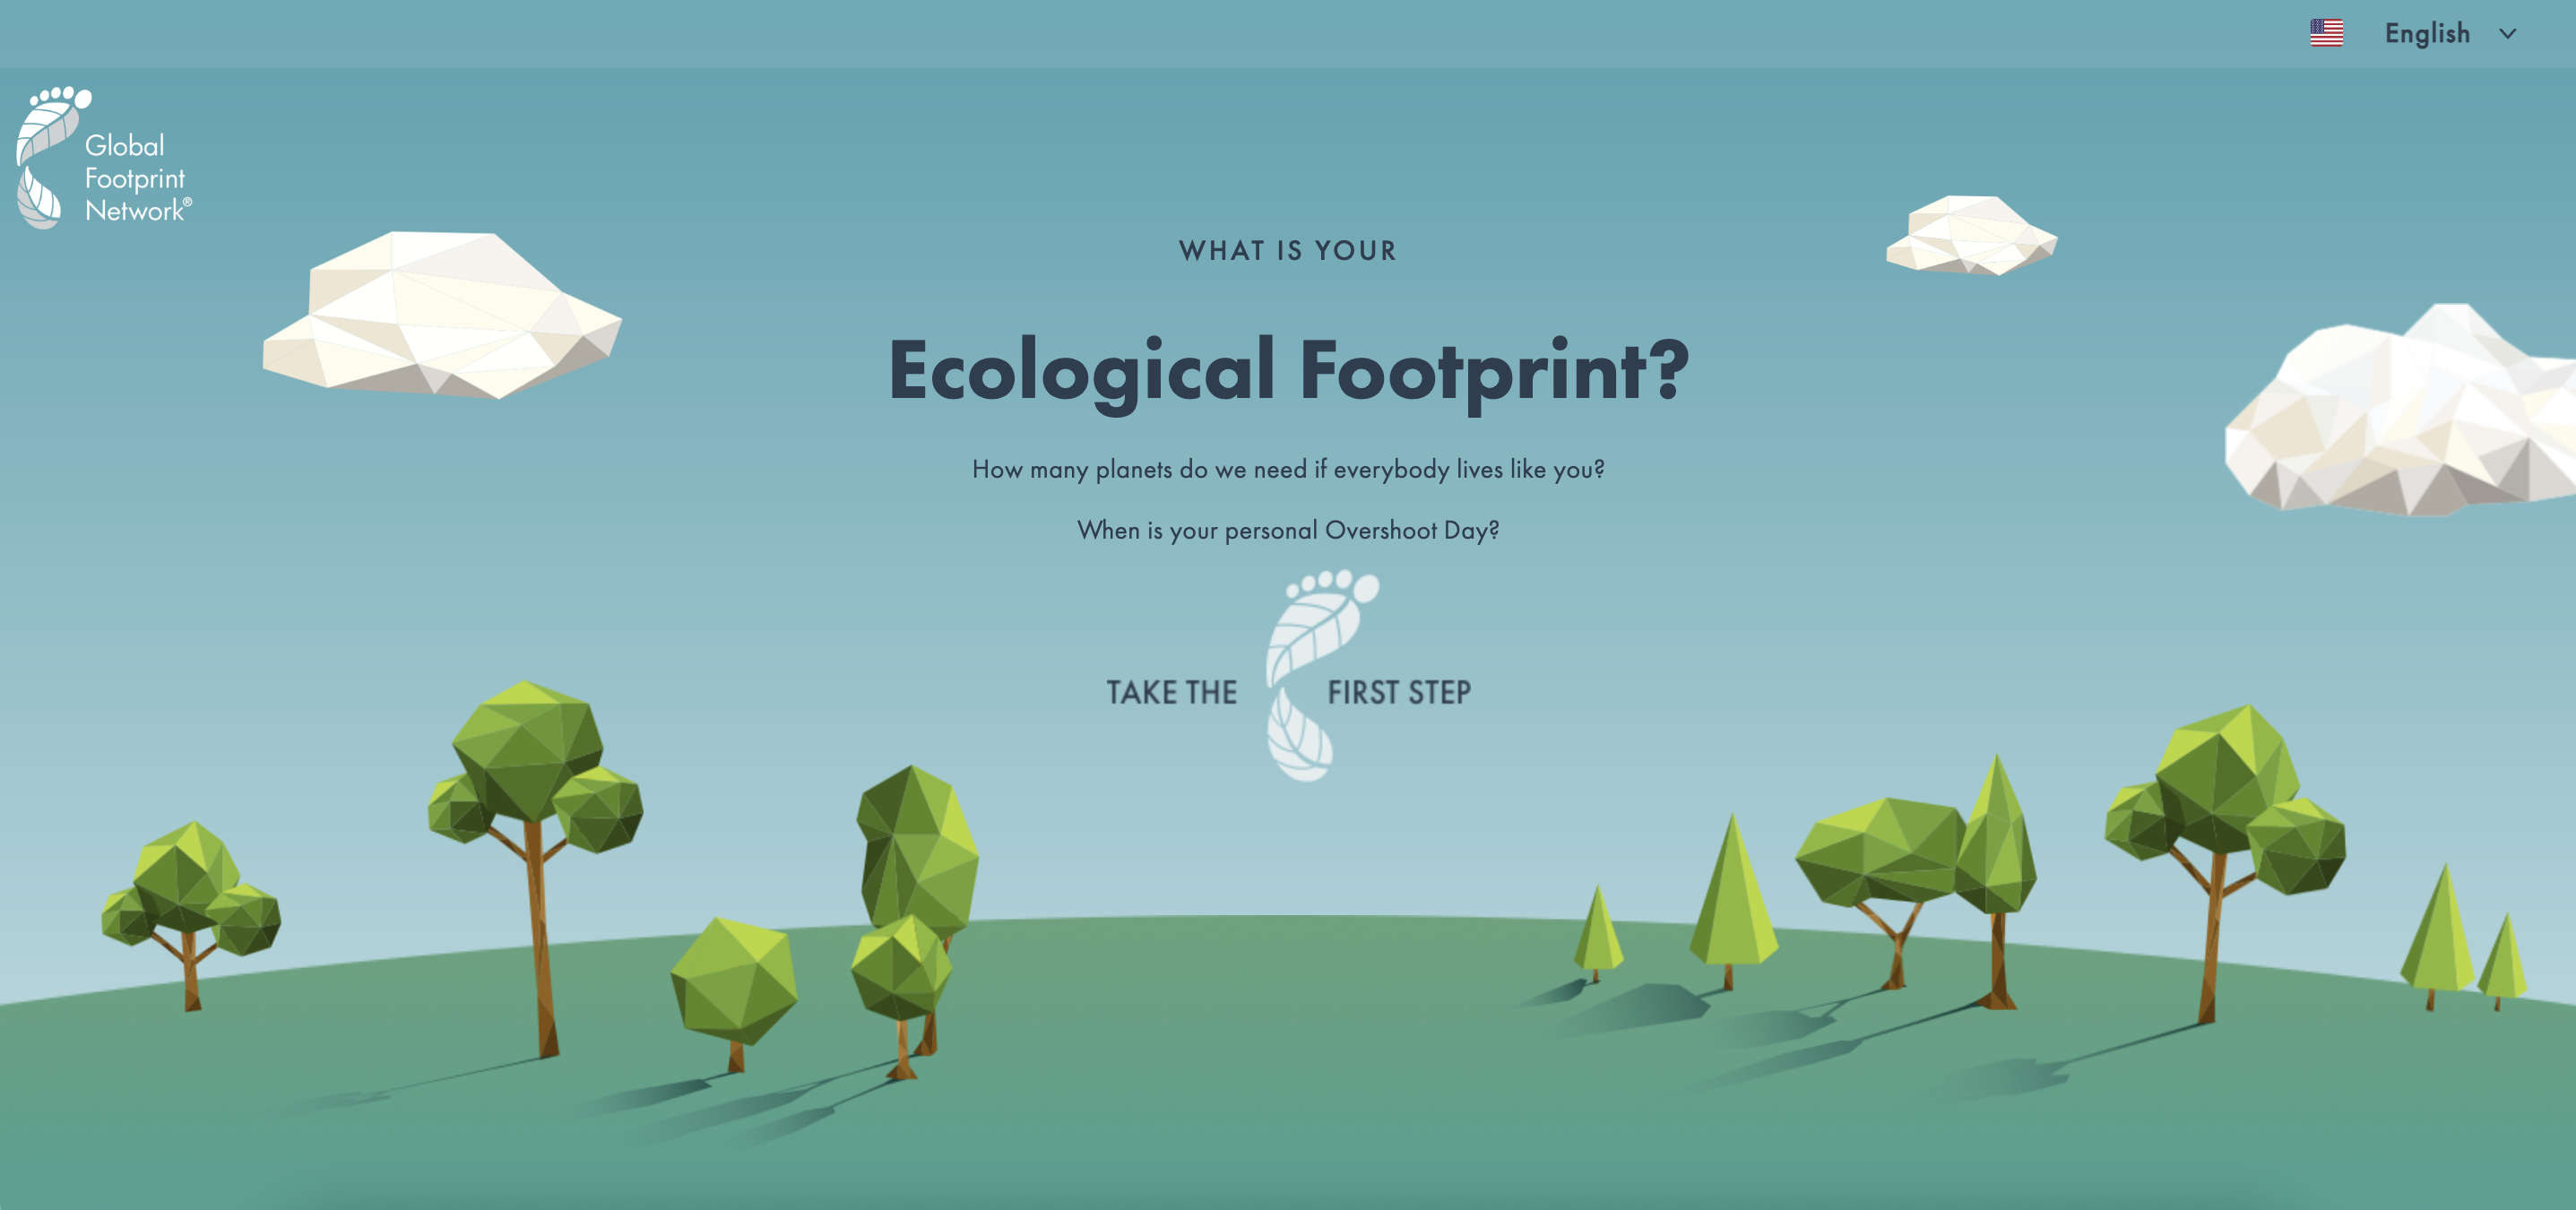 English
Global
Footprint
Network®
WHAT IS YOUR
Ecological Footprint?
How many planets do we need if everybody lives like you?
When is your personal Overshoot Day?
TAKE THE FIRST STEP